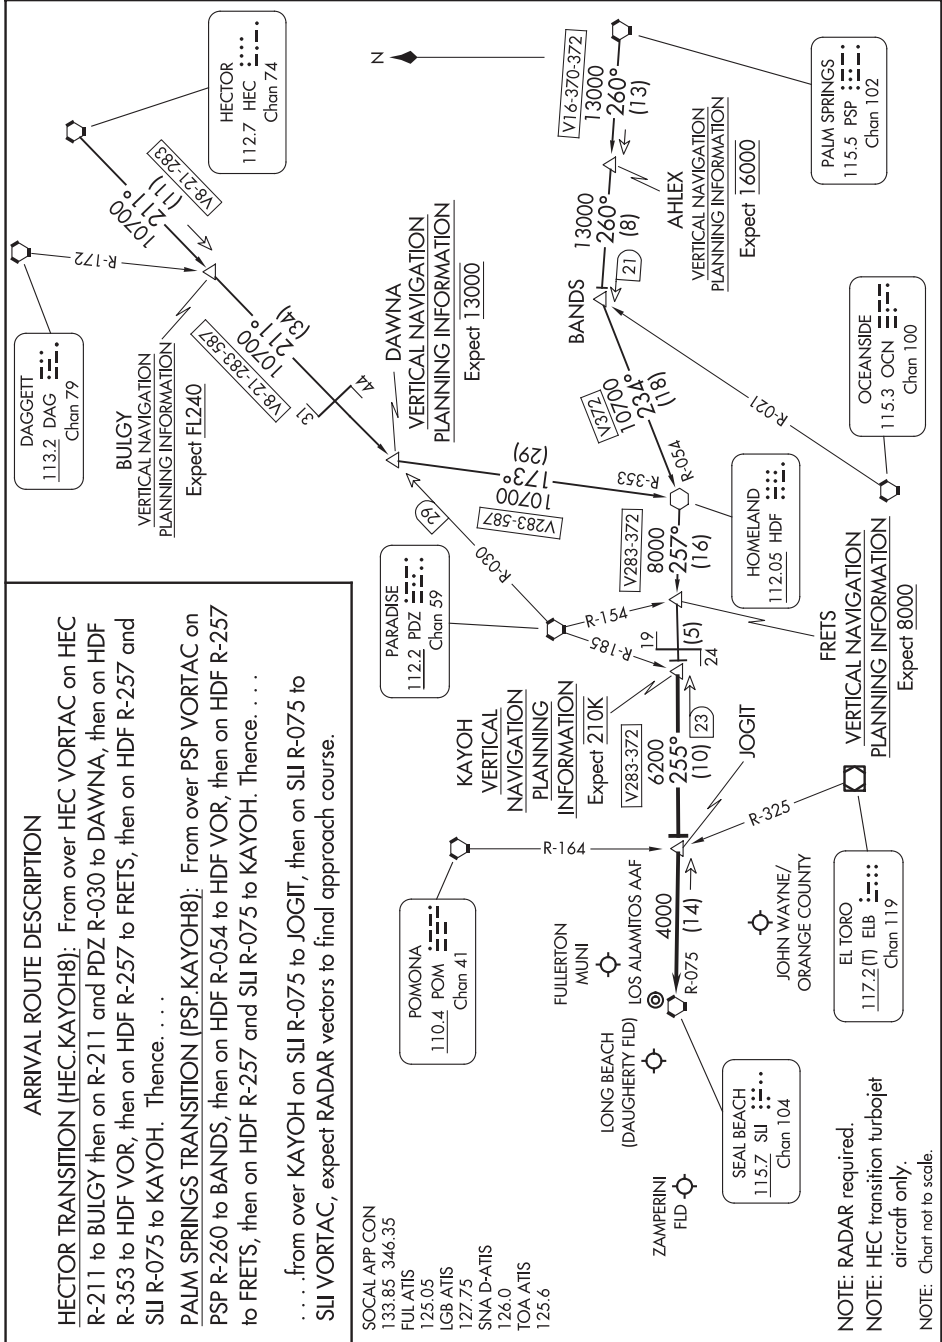 ARRIVAL ROUTE DESCRIPTION
HECTOR TRANSITION (HEC.KAYOH8): From over HEC VORTAC on HEC
R-211 to BULGY then on R-211 and PDZ R-030 to DAWNA, then on HDF
R-353 to HDF VOR, then on HDF R-257 to FRETS, then on HDF R-257 and
SLI R-075 to KAYOH. Thence. . . .
PALM SPRINGS TRANSITION (PSP.KAYOH8): From over PSP VORTAC on
PSP R-260 to BANDS, then on HDF R-054 to HDF VOR, then on HDF R-257
to FRETS, then on HDF R-257 and SLI R-075 to KAYOH. Thence. . . .
. . . .from over KAYOH on SLI R-075 to JOGIT, then on SLI R-075 to
SLI VORTAC, expect RADAR vectors to final approach course.
SOCAL APP CON
133.85 346.35
FUL ATIS
125.05
LGB ATIS
127.75
SNA D-ATIS
126.0
TOA ATIS
125.6
DAGGETT
113.2 DAG
Chan 79
HECTOR
112.7 HEC
Chan 74
R-172
10700
211°
(11)
V8-21-283
BULGY
VERTICAL NAVIGATION
PLANNING INFORMATION
Expect FL240
V8-21-283-587
10700
211°
(34)
31
44
N
DAWNA
VERTICAL NAVIGATION
PLANNING INFORMATION
Expect 13000
V16-370-372
13000
260°
(13)
PALM SPRINGS
115.5 PSP
Chan 102
AHLEX
VERTICAL NAVIGATION
PLANNING INFORMATION
Expect 16000
13000
260°
(8)
21
BANDS
V372
10700
234°
(18)
R-054
R-021
OCEANSIDE
115.3 OCN
Chan 100
V283-587
10700
173°
(29)
R-353
29
R-030
PARADISE
112.2 PDZ
Chan 59
R-154
R-185
HOMELAND
112.05 HDF
V283-372
8000
257°
(16)
FRETS
VERTICAL NAVIGATION
PLANNING INFORMATION
Expect 8000
19
24
(5)
KAYOH
VERTICAL
NAVIGATION
PLANNING
INFORMATION
Expect 210K
V283-372
6200
255°
(10)
23
JOGIT
POMONA
110.4 POM
Chan 41
R-164
R-325
EL TORO
117.2(T) ELB
Chan 119
4000
(14)
R-075
FULLERTON
MUNI
LOS ALAMITOS AAF
JOHN WAYNE/
ORANGE COUNTY
LONG BEACH
(DAUGHERTY FLD)
SEAL BEACH
115.7 SLI
Chan 104
ZAMPERINI
FLD
NOTE: RADAR required.
NOTE: HEC transition turbojet
aircraft only.
NOTE: Chart not to scale.